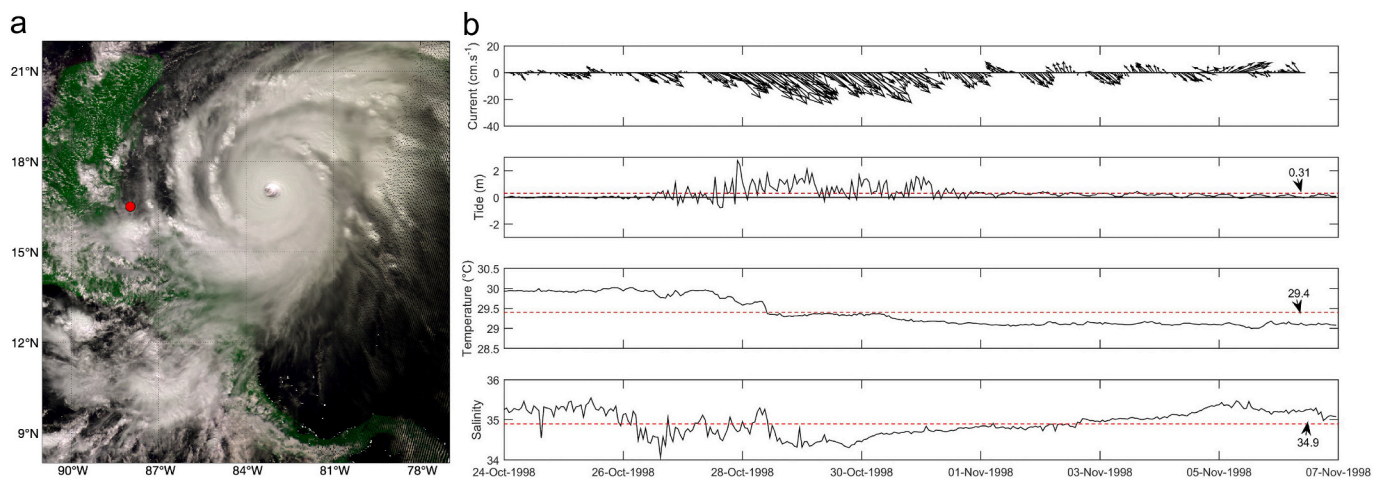 a
21°N
18°N
15°N
12°N
9°N
90°W 87°W 84°W 81°W 78°W
b
Current (cm.s⁻¹)
20
0
-20
-40
Tide (m)
2
0
-2
0.31
Temperature (°C)
30.5
30
29.5
29
28.5
29.4
Salinity
36
35
34
34.9
24-Oct-1998 26-Oct-1998 28-Oct-1998 30-Oct-1998 01-Nov-1998 03-Nov-1998 05-Nov-1998 07-Nov-1998